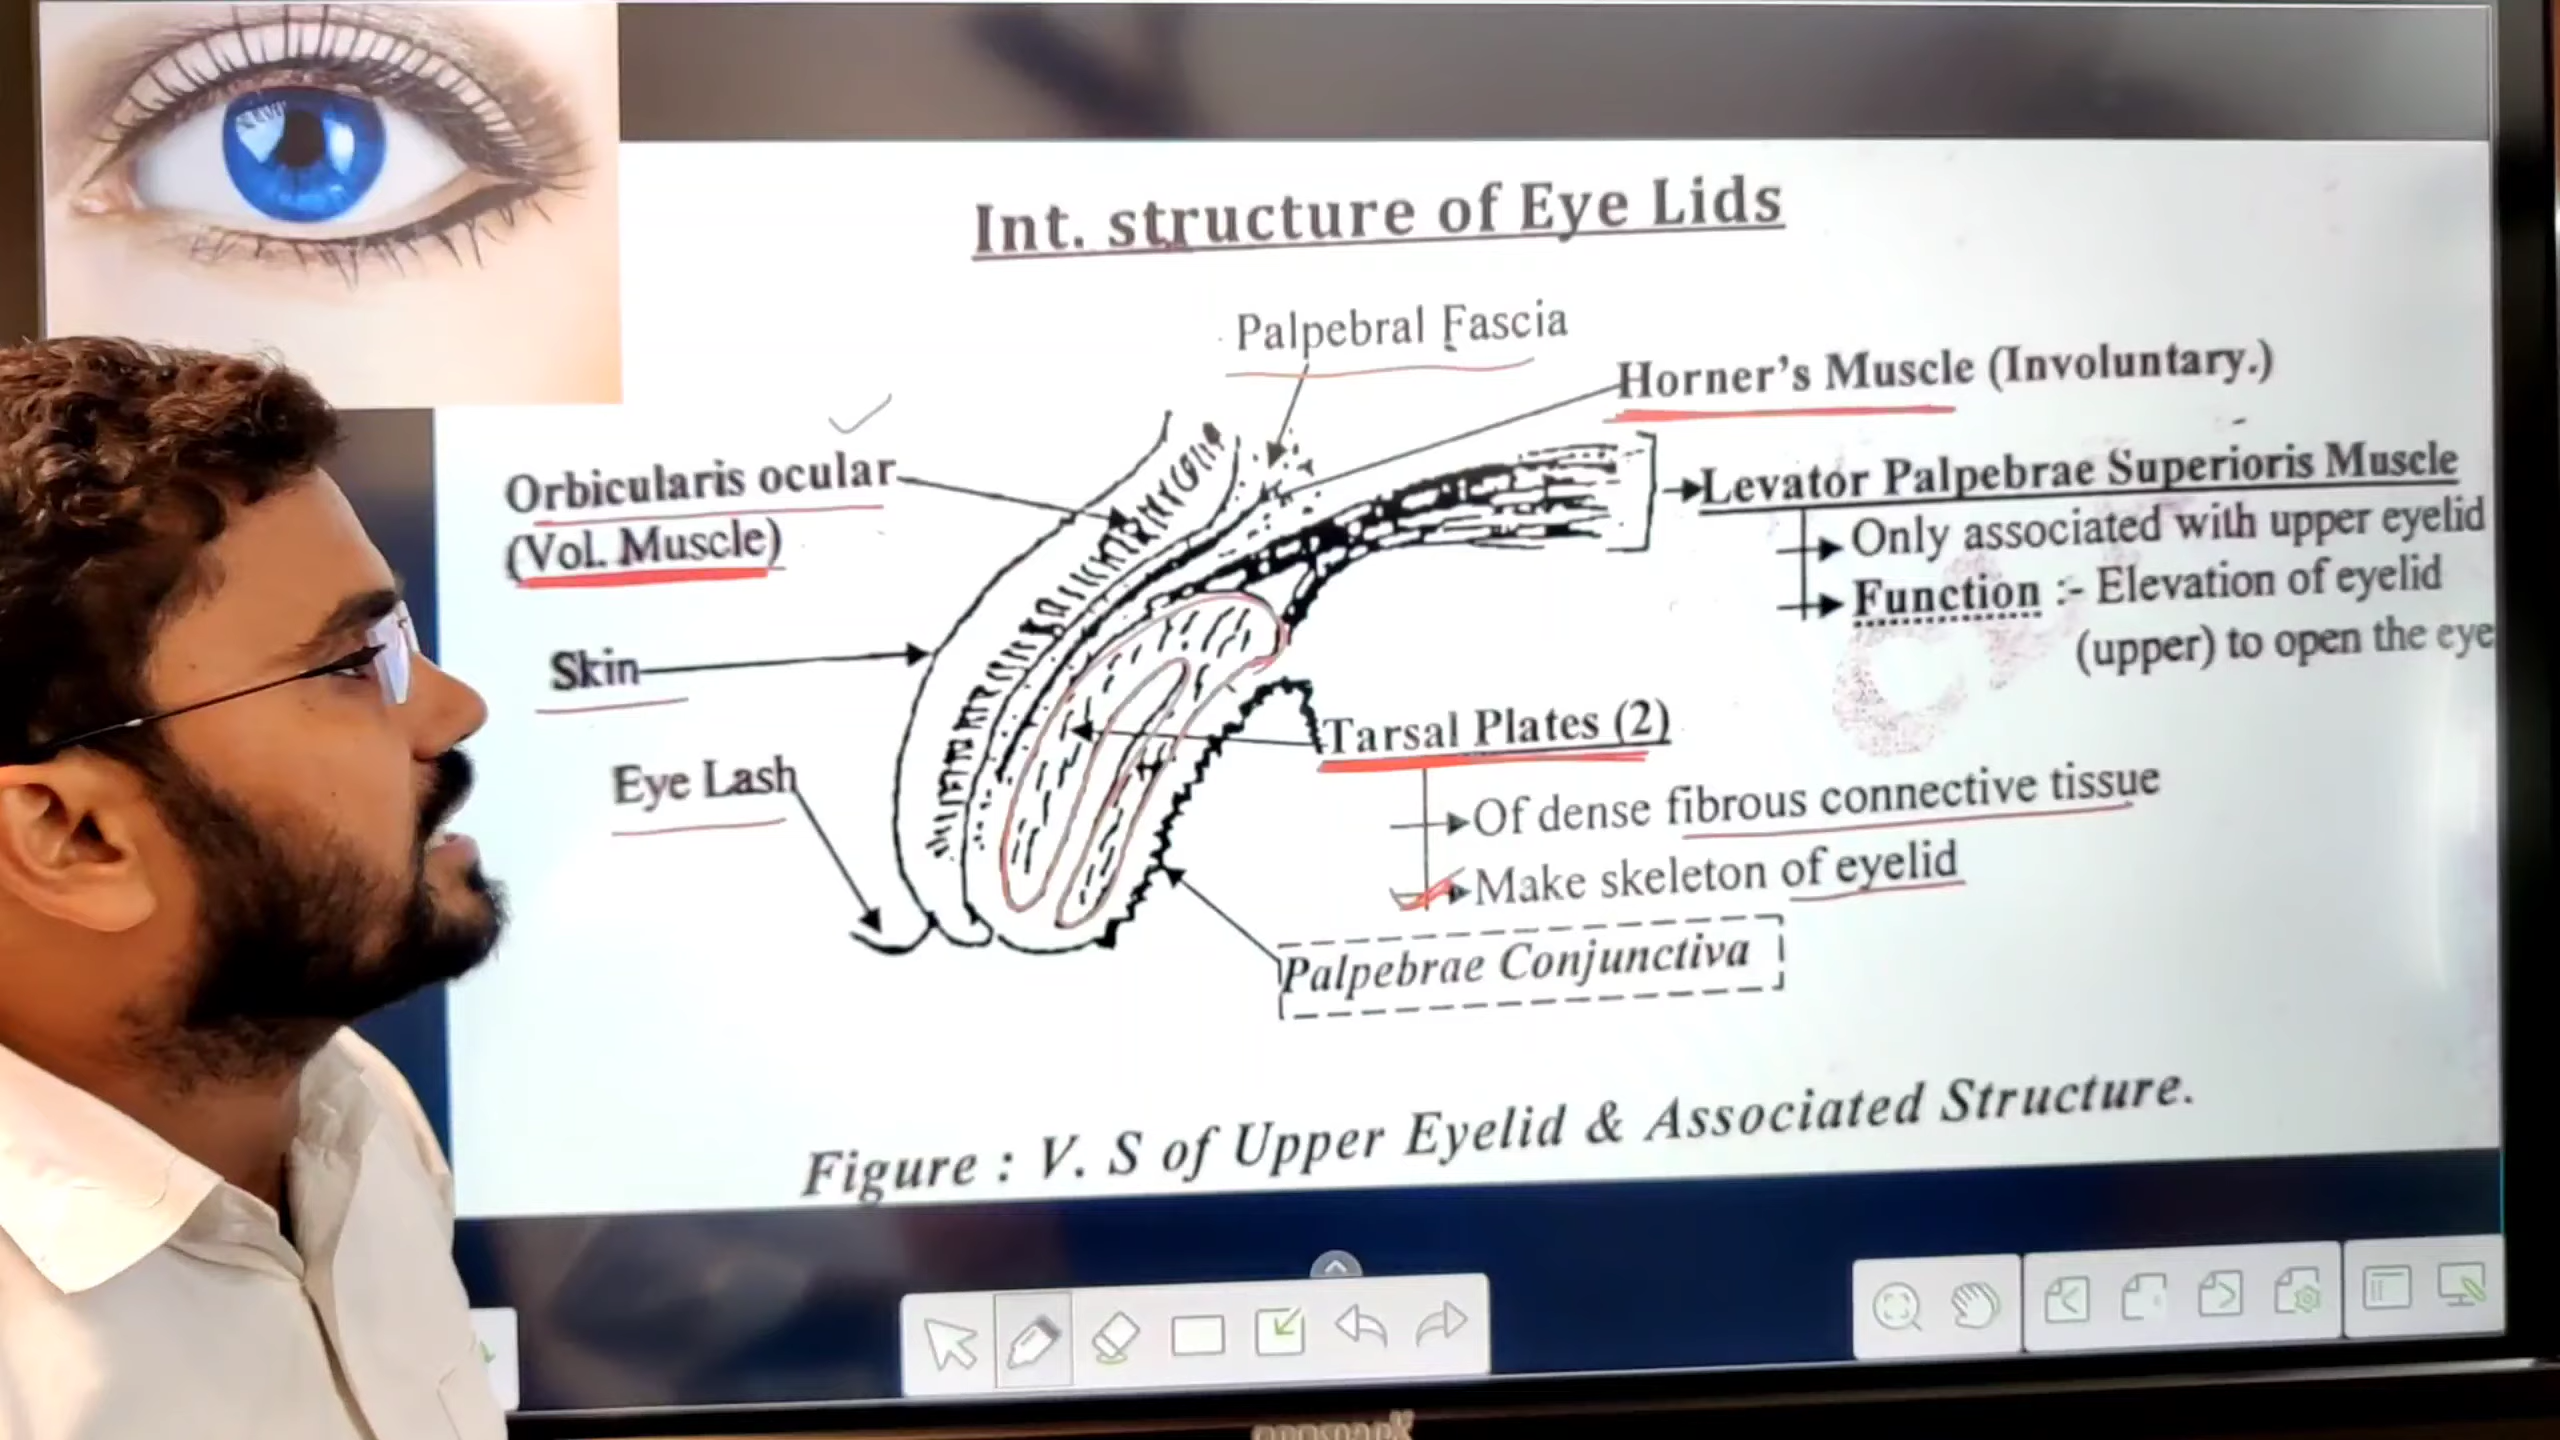 Int. structure of Eye Lids
Palpebral Fascia
Horner's Muscle (Involuntary.)
Orbicularis ocular
(Vol. Muscle)
Levator Palpebrae Superioris Muscle
Only associated with upper eyelid
Function :- Elevation of eyelid
(upper) to open the eye
Skin
Eye Lash
Tarsal Plates (2)
Of dense fibrous connective tissue
Make skeleton of eyelid
Palpebrae Conjunctiva
Figure : V. S of Upper Eyelid & Associated Structure.